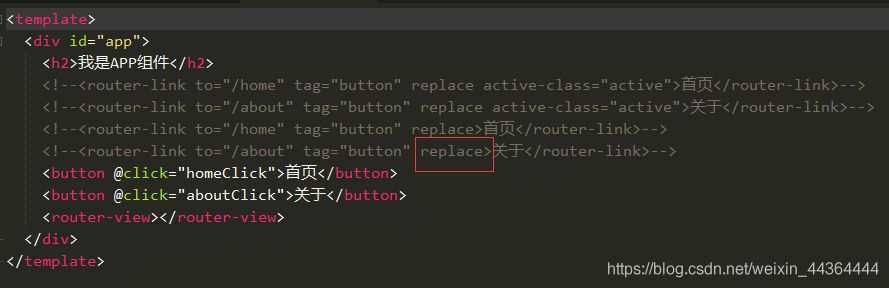 <template>
<div id="app">
<h2>我是APP组件</h2>
<!--<router-link to="/home" tag="button" replace active-class="active">首页</router-link>-->
<!--<router-link to="/about" tag="button" replace active-class="active">关于</router-link>-->
<!--<router-link to="/home" tag="button" replace>首页</router-link>-->
<!--<router-link to="/about" tag="button" replace>关于</router-link>-->
<button @click="homeClick">首页</button>
<button @click="aboutClick">关于</button>
<router-view></router-view>
</div>
</template>
https://blog.csdn.net/weixin_44364444